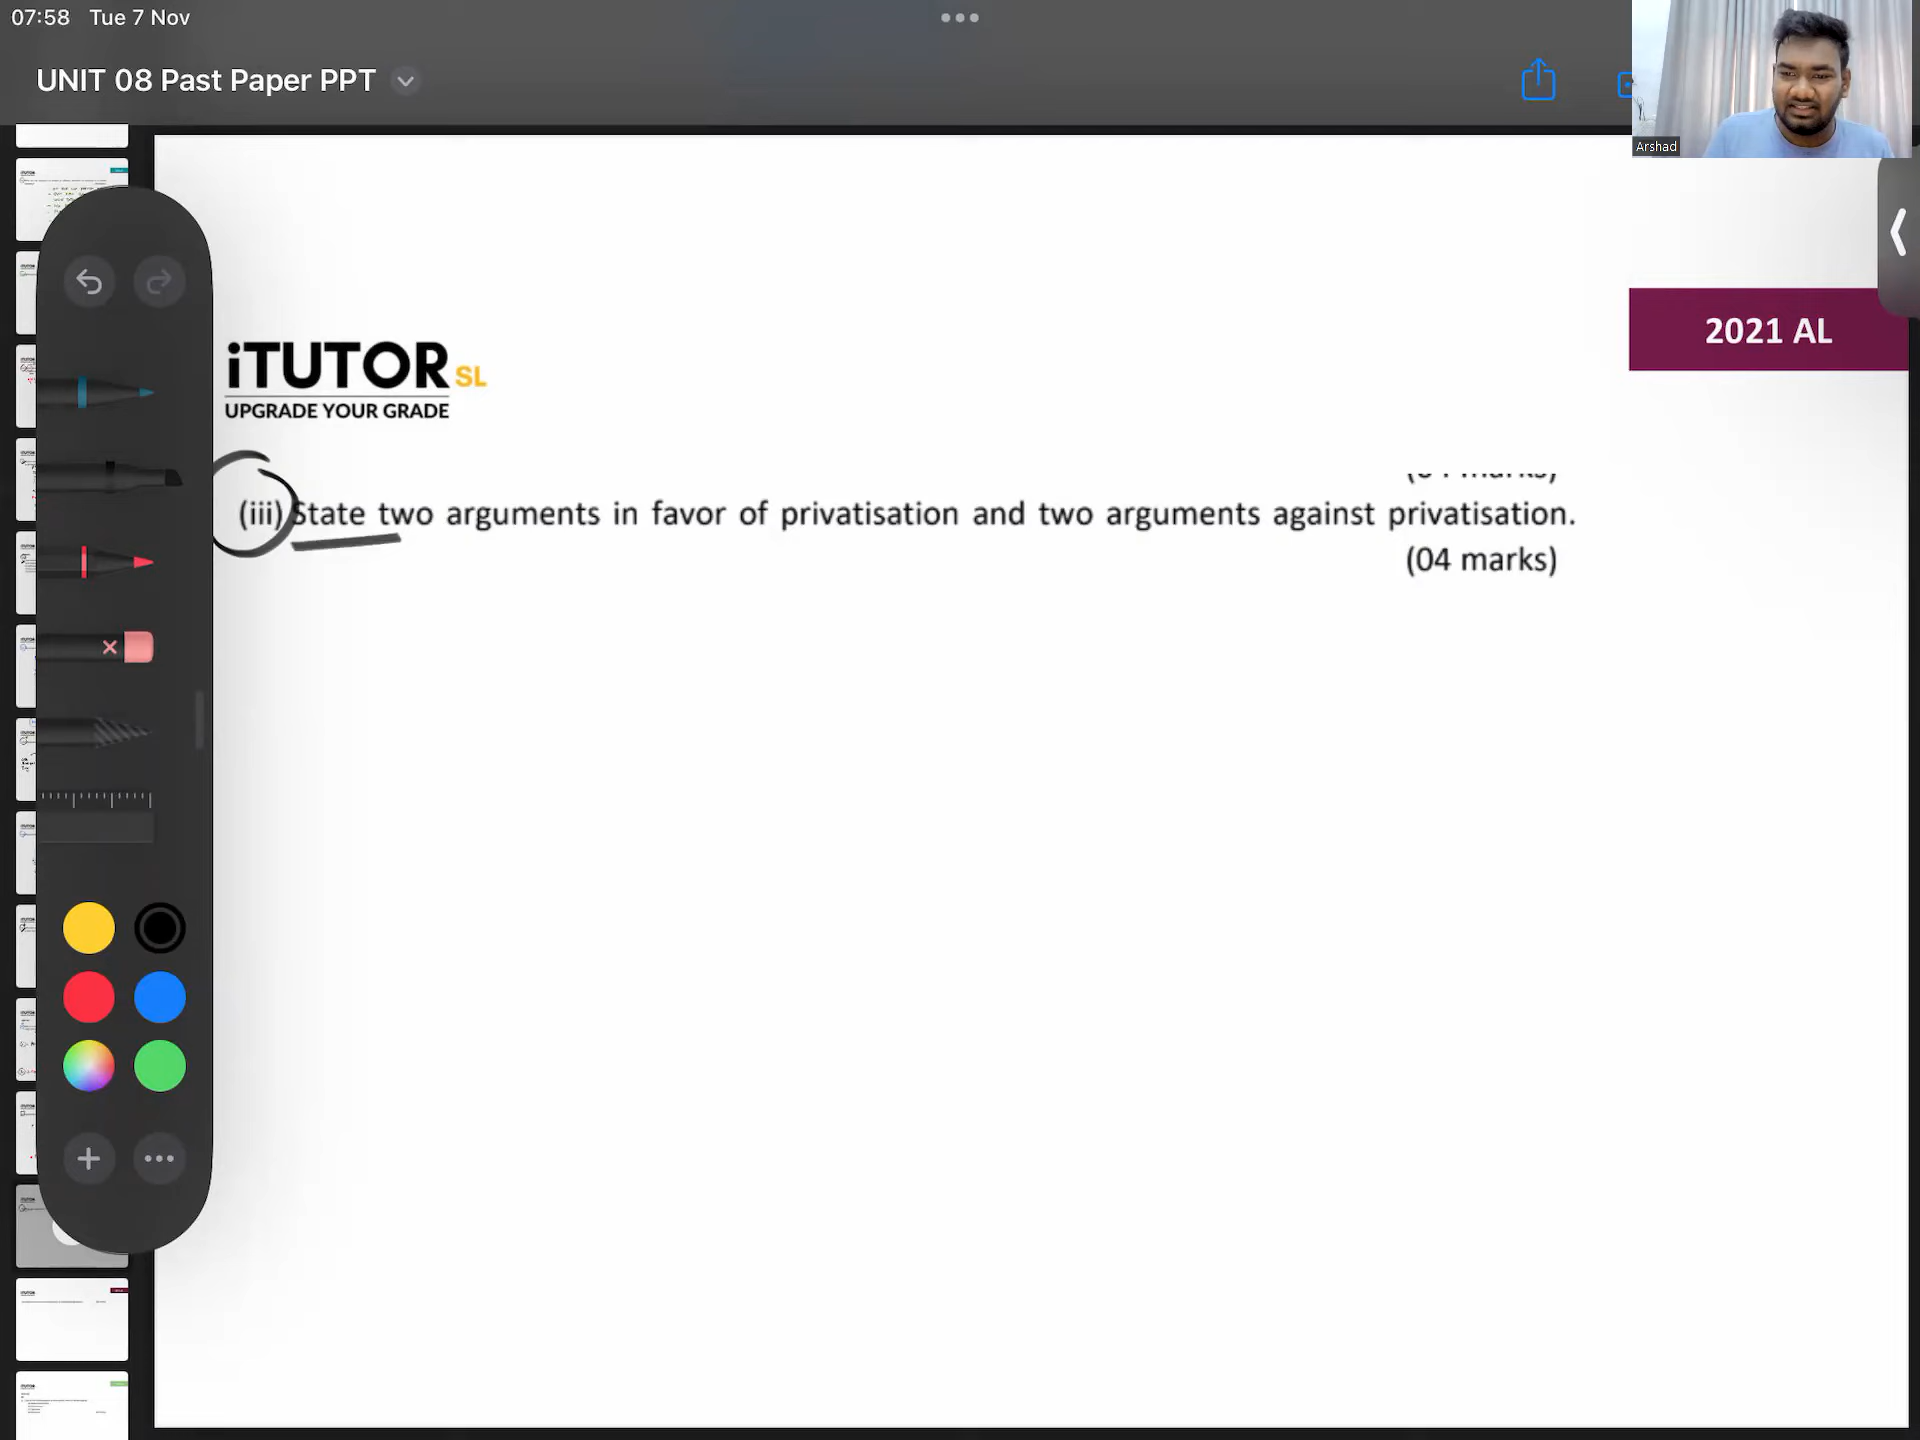 07:58 Tue 7 Nov
UNIT 08 Past Paper PPT
Arshad
2021 AL
iTUTOR SL
UPGRADE YOUR GRADE
(iii) State two arguments in favor of privatisation and two arguments against privatisation.
(04 marks)